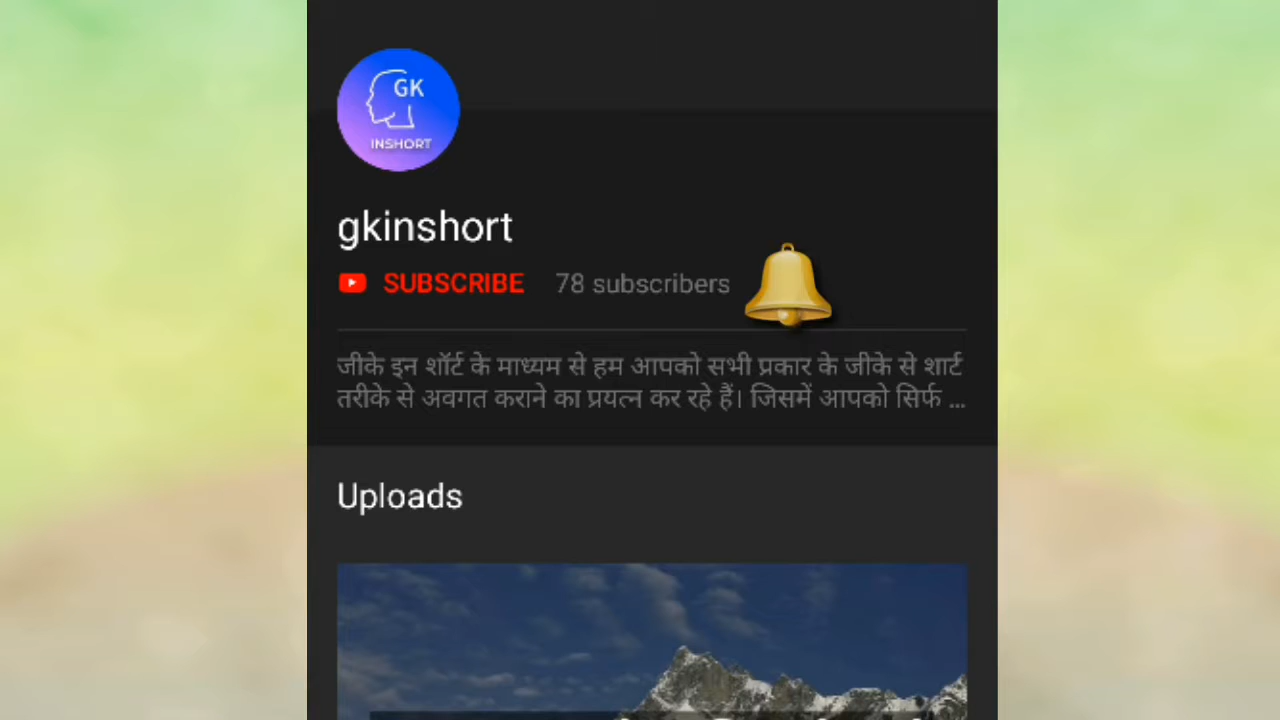 GK
INSHORT
gkinshort
SUBSCRIBE 78 subscribers
जीके इन शॉर्ट के माध्यम से हम आपको सभी प्रकार के जीके से शार्ट
तरीके से अवगत कराने का प्रयत्न कर रहे हैं। जिसमें आपको सिर्फ ...
Uploads